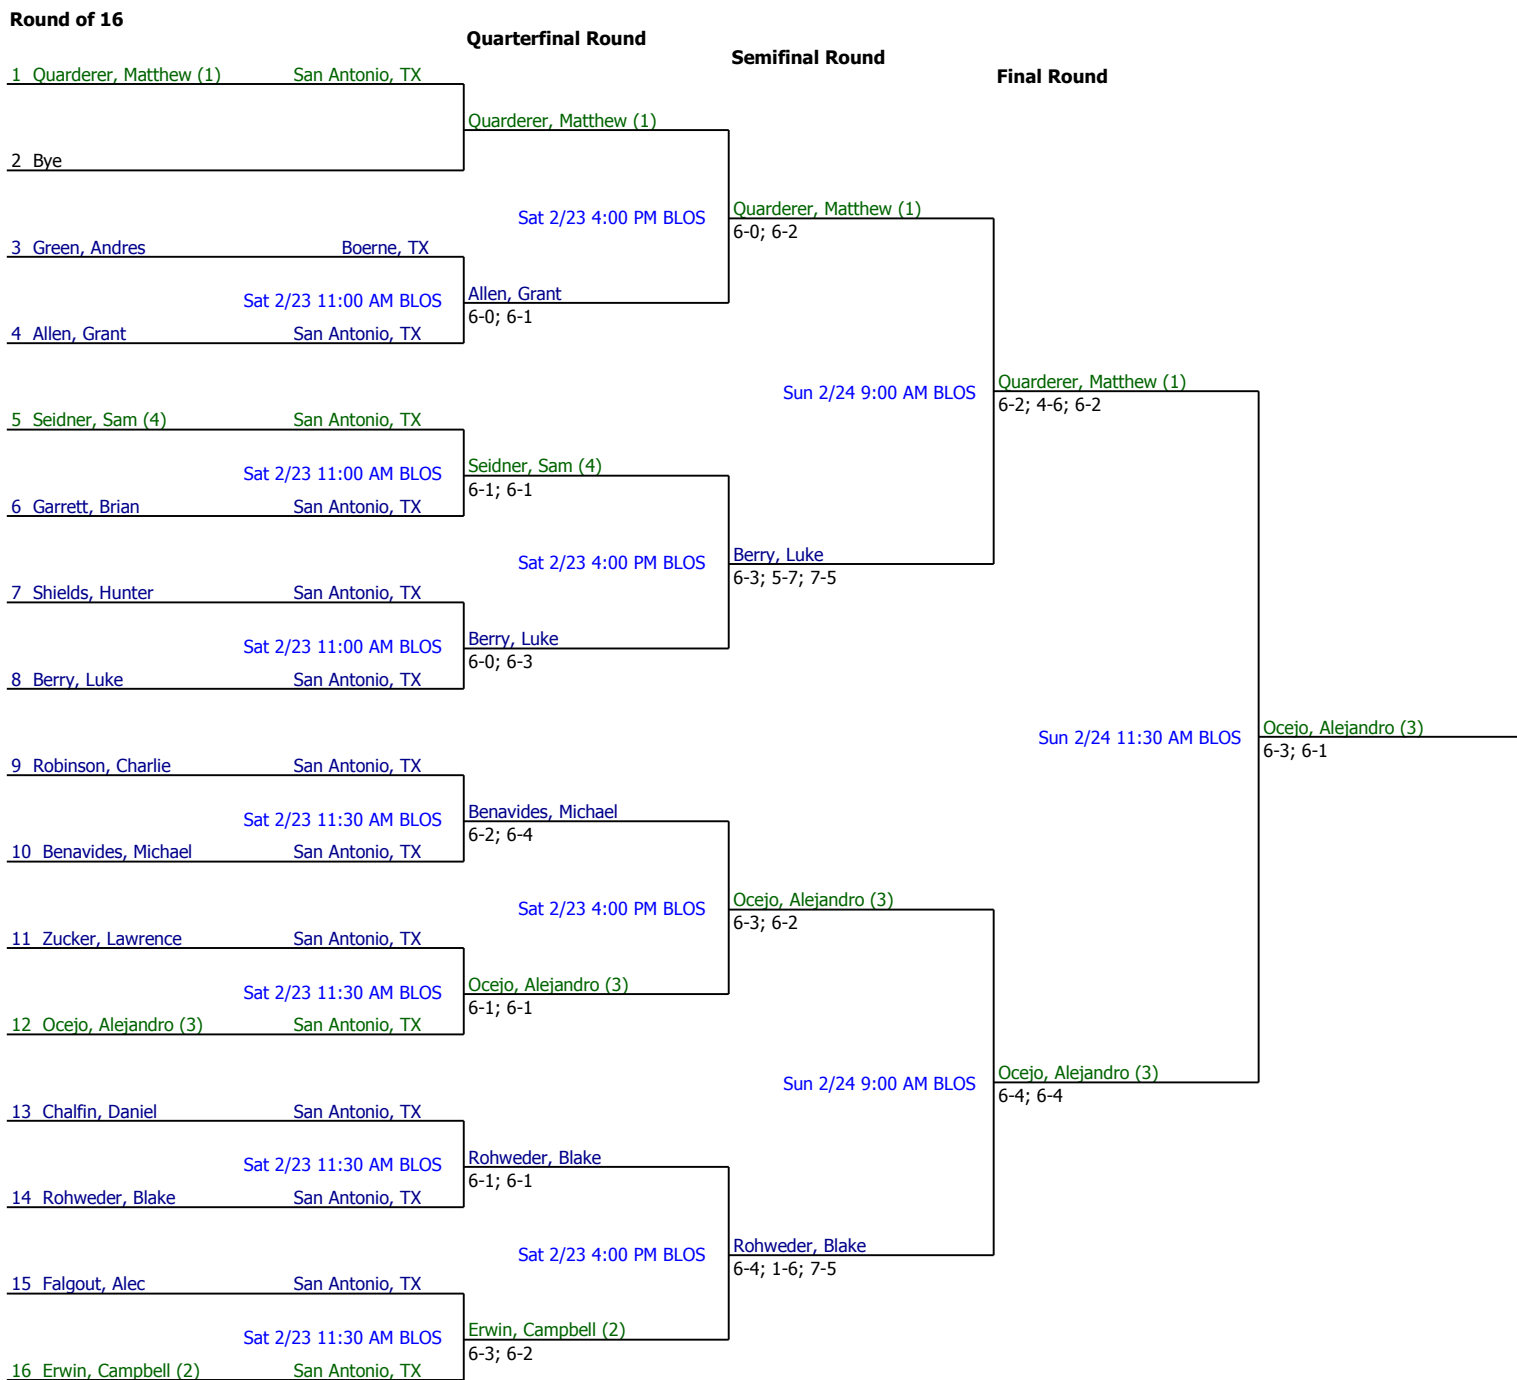 Round of 16
Quarterfinal Round
Semifinal Round
Final Round
1 Quarderer, Matthew (1) San Antonio, TX
Quarderer, Matthew (1)
2 Bye
Sat 2/23 4:00 PM BLOS
Quarderer, Matthew (1)
6-0; 6-2
3 Green, Andres Boerne, TX
Sat 2/23 11:00 AM BLOS
Allen, Grant
6-0; 6-1
4 Allen, Grant San Antonio, TX
Sun 2/24 9:00 AM BLOS
Quarderer, Matthew (1)
6-2; 4-6; 6-2
5 Seidner, Sam (4) San Antonio, TX
Sat 2/23 11:00 AM BLOS
Seidner, Sam (4)
6-1; 6-1
6 Garrett, Brian San Antonio, TX
Sat 2/23 4:00 PM BLOS
Berry, Luke
6-3; 5-7; 7-5
7 Shields, Hunter San Antonio, TX
Sat 2/23 11:00 AM BLOS
Berry, Luke
6-0; 6-3
8 Berry, Luke San Antonio, TX
Sun 2/24 11:30 AM BLOS
Ocejo, Alejandro (3)
6-3; 6-1
9 Robinson, Charlie San Antonio, TX
Sat 2/23 11:30 AM BLOS
Benavides, Michael
6-2; 6-4
10 Benavides, Michael San Antonio, TX
Sat 2/23 4:00 PM BLOS
Ocejo, Alejandro (3)
6-3; 6-2
11 Zucker, Lawrence San Antonio, TX
Sat 2/23 11:30 AM BLOS
Ocejo, Alejandro (3)
6-1; 6-1
12 Ocejo, Alejandro (3) San Antonio, TX
Sun 2/24 9:00 AM BLOS
Ocejo, Alejandro (3)
6-4; 6-4
13 Chalfin, Daniel San Antonio, TX
Sat 2/23 11:30 AM BLOS
Rohweder, Blake
6-1; 6-1
14 Rohweder, Blake San Antonio, TX
Sat 2/23 4:00 PM BLOS
Rohweder, Blake
6-4; 1-6; 7-5
15 Falgout, Alec San Antonio, TX
Sat 2/23 11:30 AM BLOS
Erwin, Campbell (2)
6-3; 6-2
16 Erwin, Campbell (2) San Antonio, TX